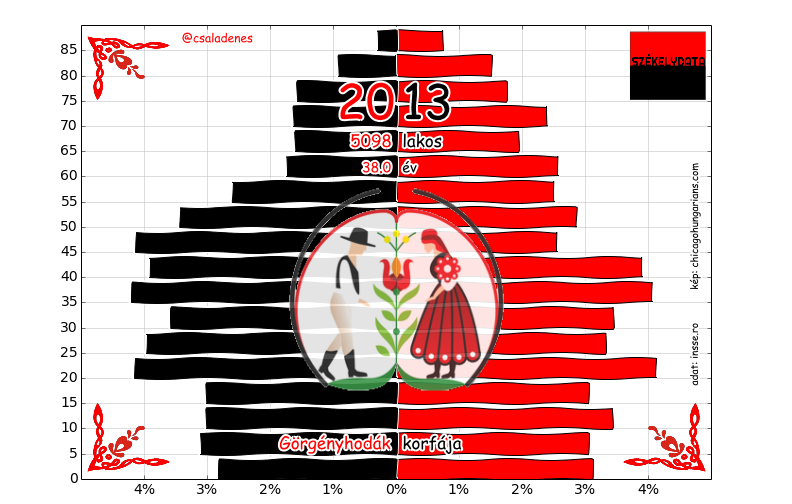 @csaladenes
SZÉKELYDATA
2013
5098 lakos
38.0 év
kép: chicagohungarians.com
adat: insse.ro
Görgényhodák korfája
85
80
75
70
65
60
55
50
45
40
35
30
25
20
15
10
5
0
4% 3% 2% 1% 0% 1% 2% 3% 4%